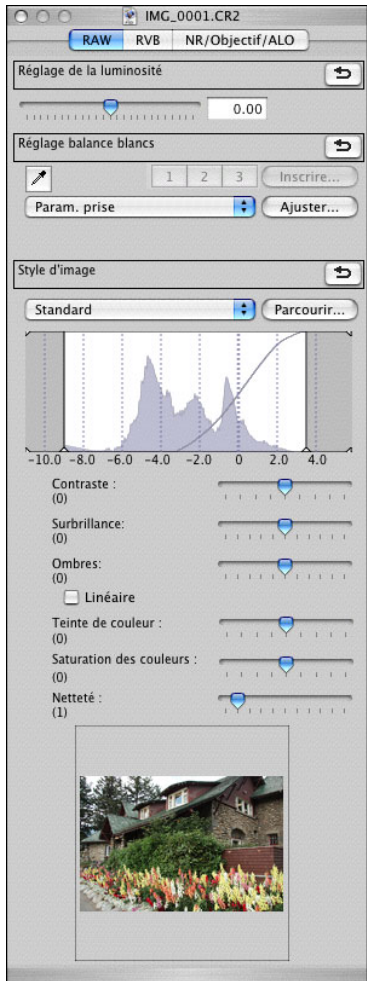 IMG_0001.CR2
RAW RVB NR/Objectif/ALO
Réglage de la luminosité
0.00
Réglage balance blancs
1 2 3 Inscrire...
Param. prise Ajuster...
Style d'image
Standard Parcourir...
-10.0 -8.0 -6.0 -4.0 -2.0 0 2.0 4.0
Contraste :
(0)
Surbrillance:
(0)
Ombres:
(0)
Linéaire
Teinte de couleur :
(0)
Saturation des couleurs :
(0)
Netteté :
(1)